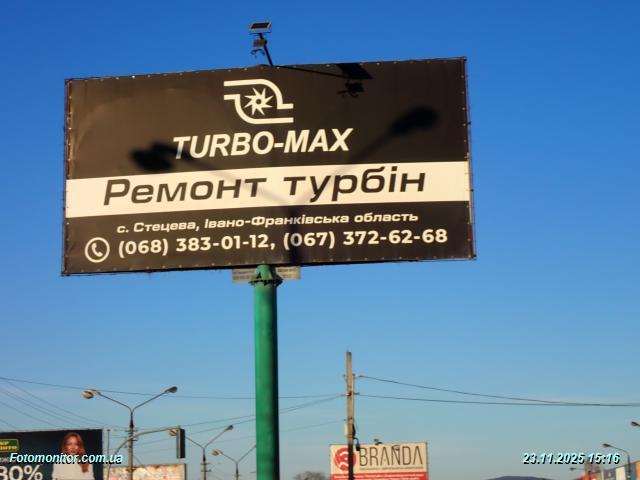 TURBO-MAX
Ремонт турбін
с. Стецева, Івано-Франківська область
(068) 383-01-12, (067) 372-62-68
BRANDA
80%
Fotomonitor.com.ua
23.11.2025 15:16